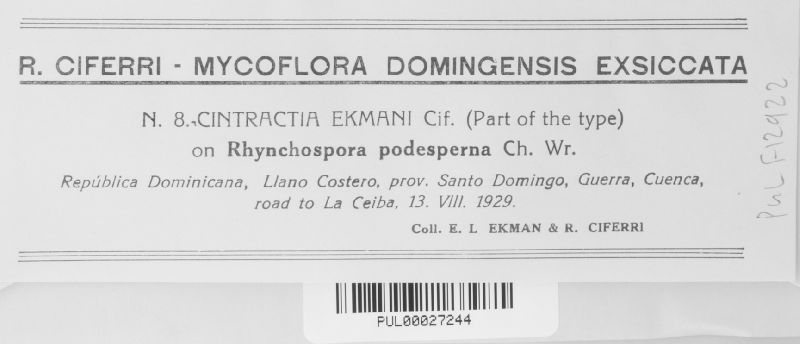 R. CIFERRI - MYCOFLORA DOMINGENSIS EXSICCATA
N. 8.-CINTRACTIA EKMANI Cif. (Part of the type)
on Rhynchospora podesperna Ch. Wr.
República Dominicana, Llano Costero, prov. Santo Domingo, Guerra, Cuenca,
road to La Ceiba, 13. VIII. 1929.
Coll. E. L EKMAN & R. CIFERRI
PUL F12922
PUL00027244